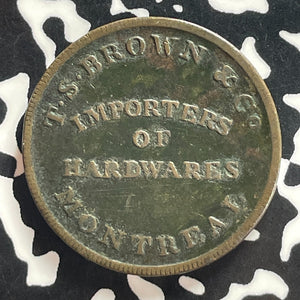 T.S. BROWN & Co
IMPORTERS
OF
HARDWARES
MONTREAL